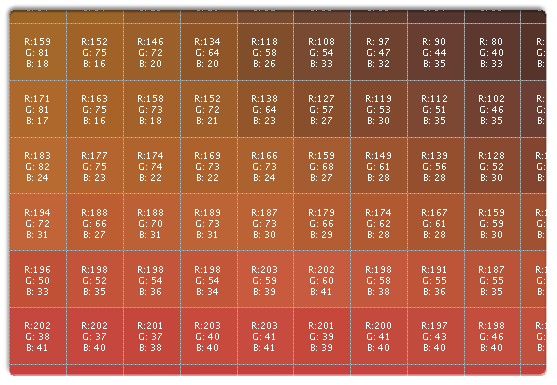 R:159 R:152 R:146 R:134 R:118 R:108 R: 97 R: 90 R: 80
G: 81 G: 75 G: 72 G: 64 G: 58 G: 54 G: 47 G: 44 G: 40
B: 18 B: 16 B: 20 B: 20 B: 26 B: 33 B: 32 B: 35 B: 33
R:171 R:163 R:158 R:152 R:138 R:127 R:119 R:112 R:102
G: 81 G: 75 G: 73 G: 72 G: 64 G: 57 G: 53 G: 51 G: 46
B: 17 B: 16 B: 18 B: 21 B: 23 B: 27 B: 30 B: 35 B: 35
R:183 R:177 R:174 R:169 R:166 R:159 R:149 R:139 R:128
G: 82 G: 75 G: 74 G: 73 G: 73 G: 68 G: 61 G: 56 G: 52
B: 24 B: 23 B: 22 B: 22 B: 24 B: 27 B: 28 B: 28 B: 30
R:194 R:188 R:188 R:189 R:187 R:179 R:174 R:167 R:159
G: 72 G: 66 G: 70 G: 73 G: 73 G: 66 G: 62 G: 61 G: 59
B: 31 B: 27 B: 31 B: 31 B: 30 B: 29 B: 28 B: 28 B: 30
R:196 R:198 R:198 R:198 R:203 R:202 R:198 R:191 R:187
G: 50 G: 52 G: 54 G: 54 G: 59 G: 60 G: 58 G: 55 G: 55
B: 33 B: 35 B: 36 B: 34 B: 39 B: 41 B: 38 B: 36 B: 35
R:202 R:202 R:201 R:203 R:203 R:201 R:200 R:197 R:198
G: 38 G: 37 G: 37 G: 40 G: 41 G: 39 G: 41 G: 43 G: 46
B: 41 B: 40 B: 38 B: 40 B: 41 B: 39 B: 40 B: 40 B: 40